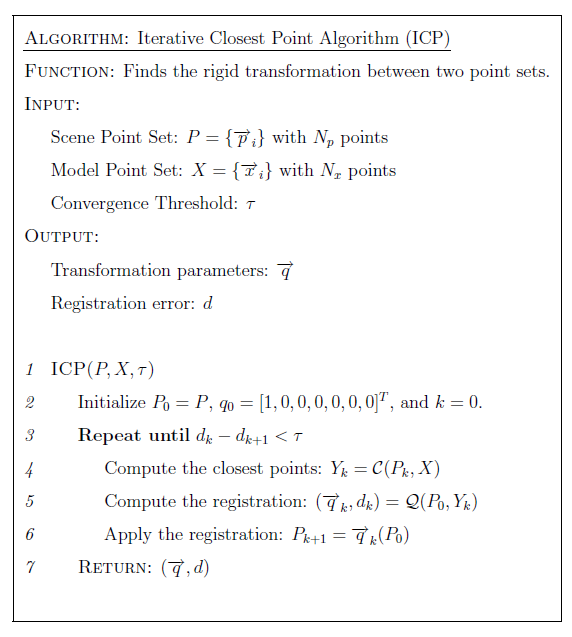 ALGORITHM: Iterative Closest Point Algorithm (ICP)
FUNCTION: Finds the rigid transformation between two point sets.
INPUT:
Scene Point Set: $P = \{\overrightarrow{p}_i\}$ with $N_p$ points
Model Point Set: $X = \{\overrightarrow{x}_i\}$ with $N_x$ points
Convergence Threshold: $\tau$
OUTPUT:
Transformation parameters: $\overrightarrow{q}$
Registration error: $d$
1 ICP$(P, X, \tau)$
2 Initialize $P_0 = P$, $q_0 = [1, 0, 0, 0, 0, 0, 0]^T$, and $k = 0$.
3 Repeat until $d_k - d_{k+1} < \tau$
4 Compute the closest points: $Y_k = \mathcal{C}(P_k, X)$
5 Compute the registration: $(\overrightarrow{q}_k, d_k) = \mathcal{Q}(P_0, Y_k)$
6 Apply the registration: $P_{k+1} = \overrightarrow{q}_k(P_0)$
7 RETURN: $(\overrightarrow{q}, d)$